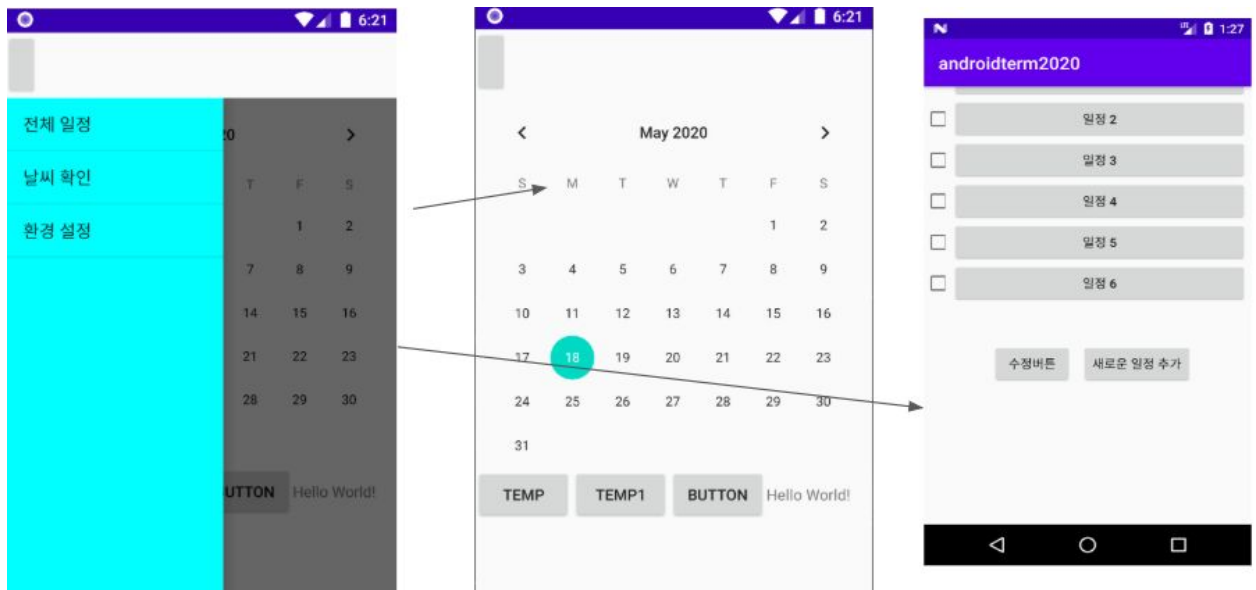 6:21
전체 일정
날씨 확인
환경 설정
20
T F S
1 2
7 8 9
14 15 16
21 22 23
28 29 30
UTTON Hello World!
6:21
May 2020
S M T W T F S
1 2
3 4 5 6 7 8 9
10 11 12 13 14 15 16
17 18 19 20 21 22 23
24 25 26 27 28 29 30
31
TEMP TEMP1 BUTTON Hello World!
1:27
androidterm2020
일정 2
일정 3
일정 4
일정 5
일정 6
수정버튼 새로운 일정 추가